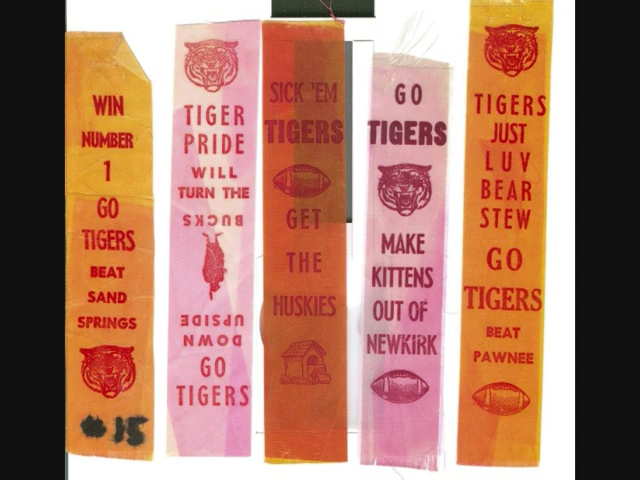 WIN
NUMBER
1
GO
TIGERS
BEAT
SAND
SPRINGS
#15
TIGER
PRIDE
WILL
TURN THE
BUCKS
UPSIDE
DOWN
GO
TIGERS
SICK 'EM
TIGERS
GET
THE
HUSKIES
GO
TIGERS
MAKE
KITTENS
OUT OF
NEWKIRK
TIGERS
JUST
LUV
BEAR
STEW
GO
TIGERS
BEAT
PAWNEE